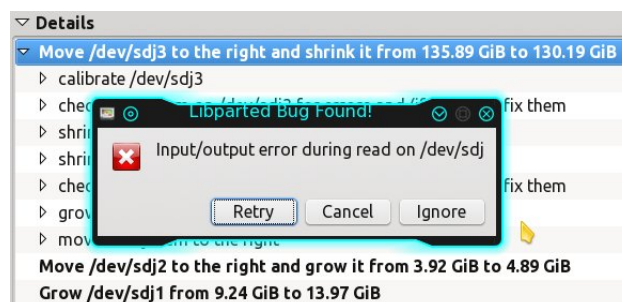 Details
Move /dev/sdj3 to the right and shrink it from 135.89 GiB to 130.19 GiB
calibrate /dev/sdj3
fix them
Libparted Bug Found!
Input/output error during read on /dev/sdj
fix them
Retry Cancel Ignore
Move /dev/sdj2 to the right and grow it from 3.92 GiB to 4.89 GiB
Grow /dev/sdj1 from 9.24 GiB to 13.97 GiB